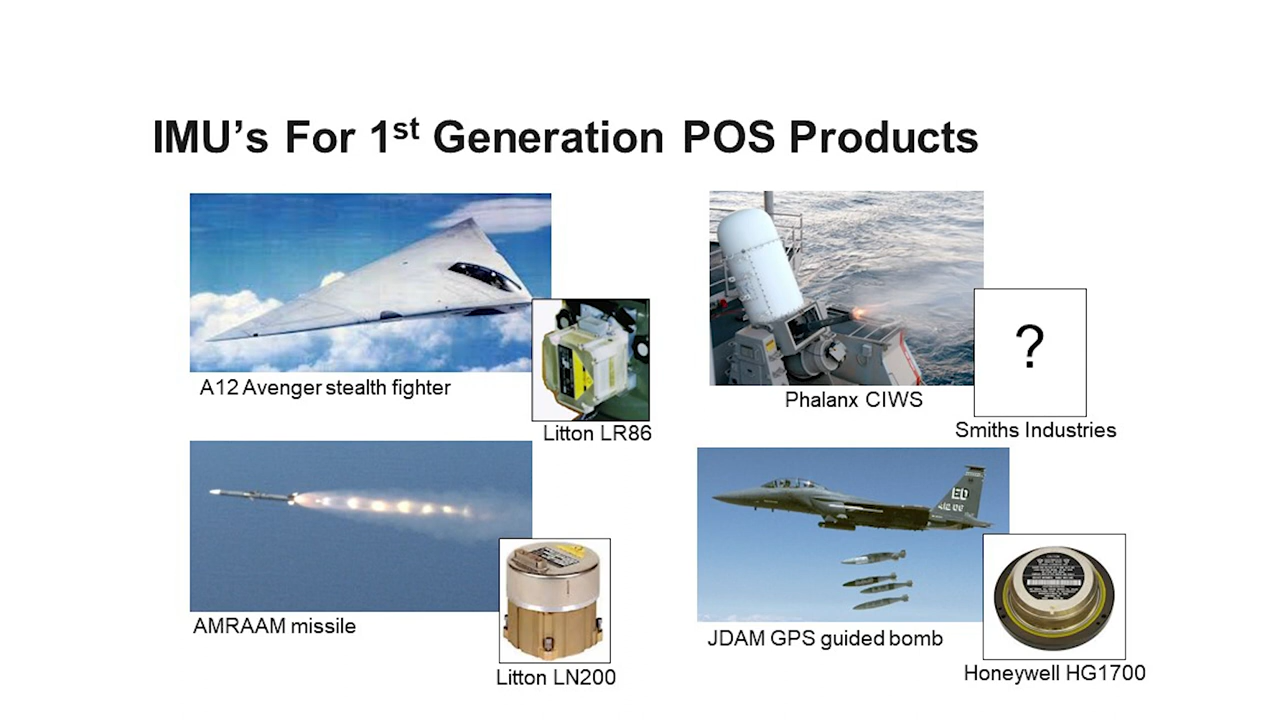 IMU's For 1st Generation POS Products
A12 Avenger stealth fighter
Litton LR86
Phalanx CIWS
?
Smiths Industries
AMRAAM missile
Litton LN200
ED
JDAM GPS guided bomb
Honeywell HG1700